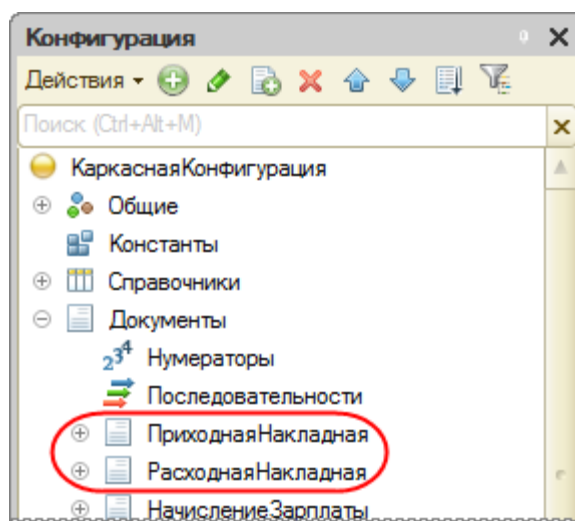 Конфигурация
Действия
Поиск (Ctrl+Alt+M)
КаркаснаяКонфигурация
Общие
Константы
Справочники
Документы
Нумераторы
Последовательности
ПриходнаяНакладная
РасходнаяНакладная
НачислениеЗарплаты